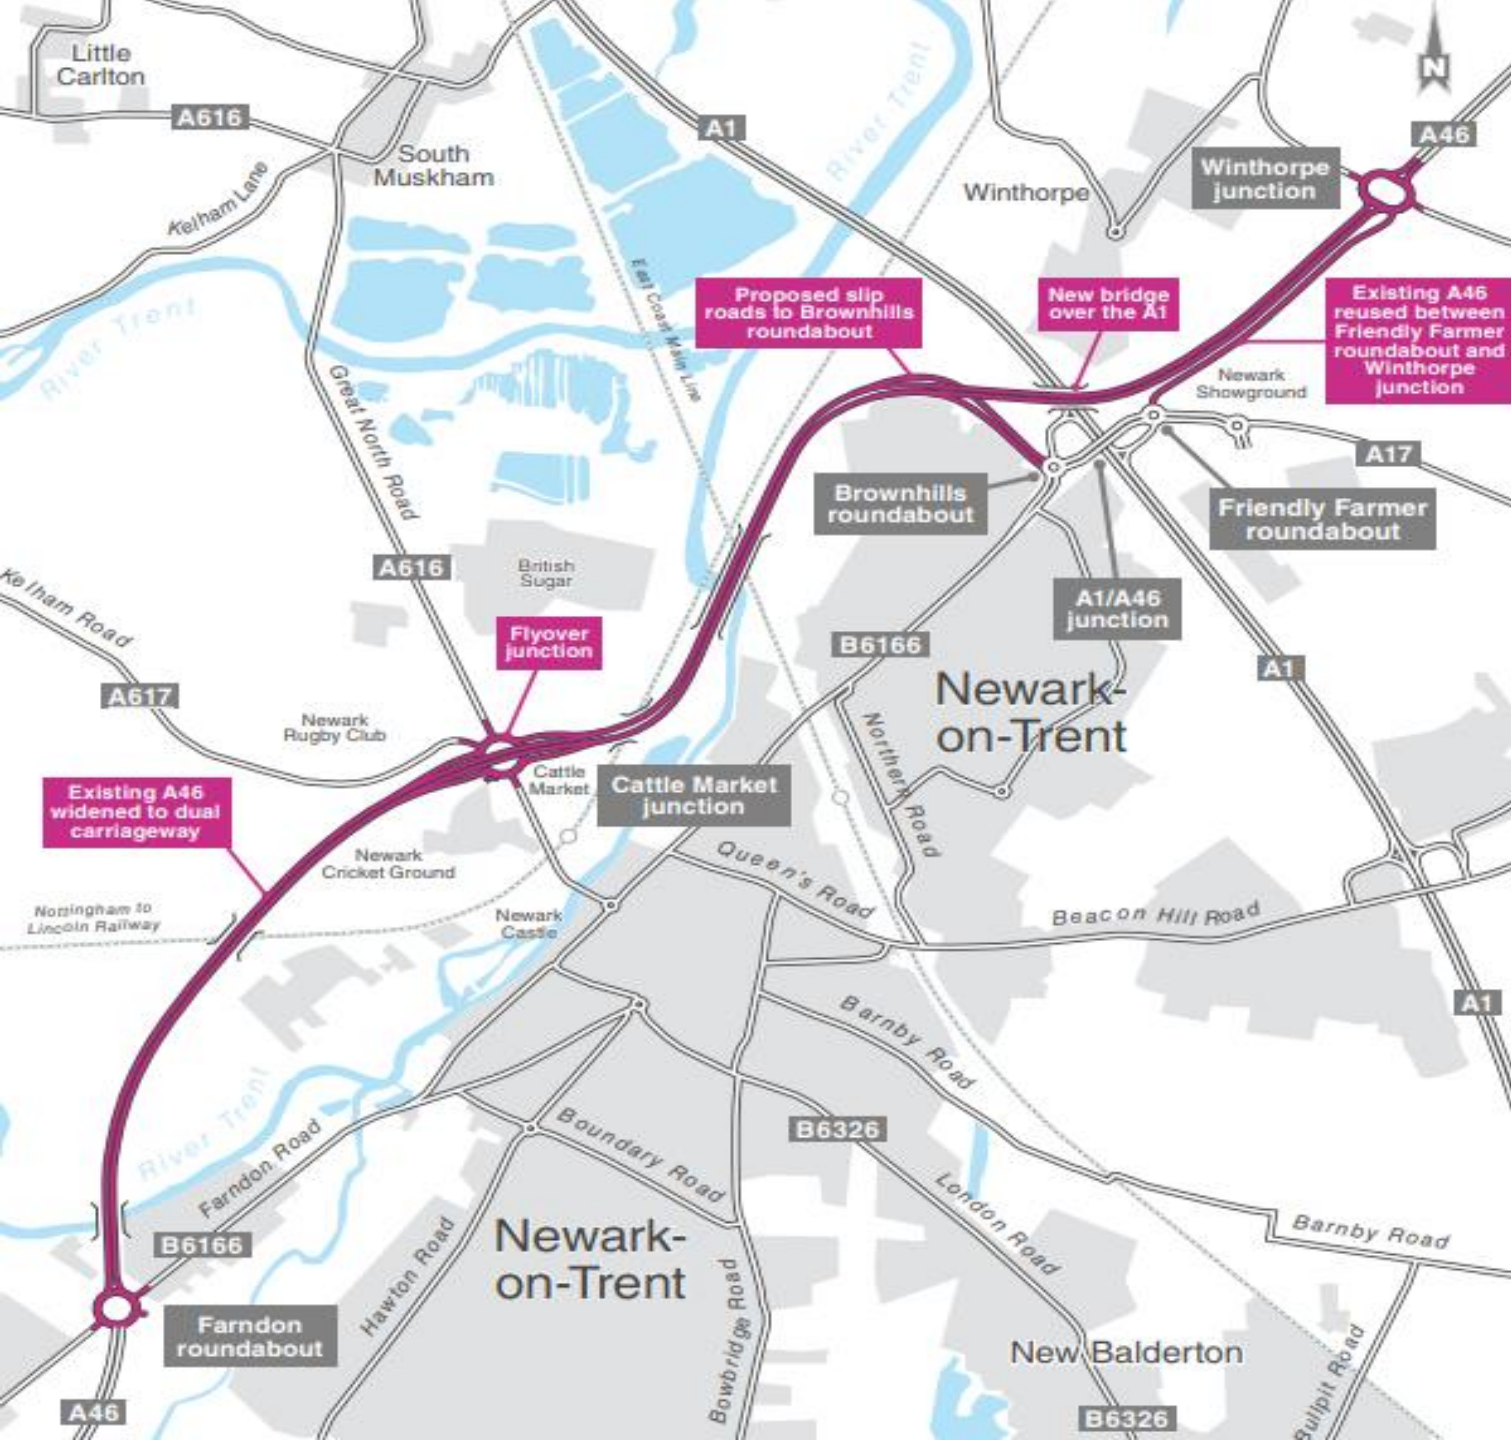 Little
Carlton
A616
South
Muskham
Kelham Lane
River Trent
A1
River Trent
East Coast Main Line
Winthorpe
Winthorpe
junction
A46
N
Proposed slip
roads to Brownhills
roundabout
New bridge
over the A1
Existing A46
reused between
Friendly Farmer
roundabout and
Winthorpe
junction
Newark
Showground
A17
Great North Road
Brownhills
roundabout
Friendly Farmer
roundabout
A616
British
Sugar
A1/A46
junction
Kelham Road
A617
Flyover
junction
B6166
Newark-
on-Trent
A1
Newark
Rugby Club
Northern Road
Cattle
Market
Cattle Market
junction
Existing A46
widened to dual
carriageway
Newark
Cricket Ground
Queen's Road
Nottingham to
Lincoln Railway
Newark
Castle
Beacon Hill Road
A1
Barnby Road
River Trent
Farndon Road
Boundary Road
B6326
London Road
B6166
Hawton Road
Newark-
on-Trent
Barnby Road
Bowbridge Road
Farndon
roundabout
New Balderton
Bullpit Road
A46
B6326